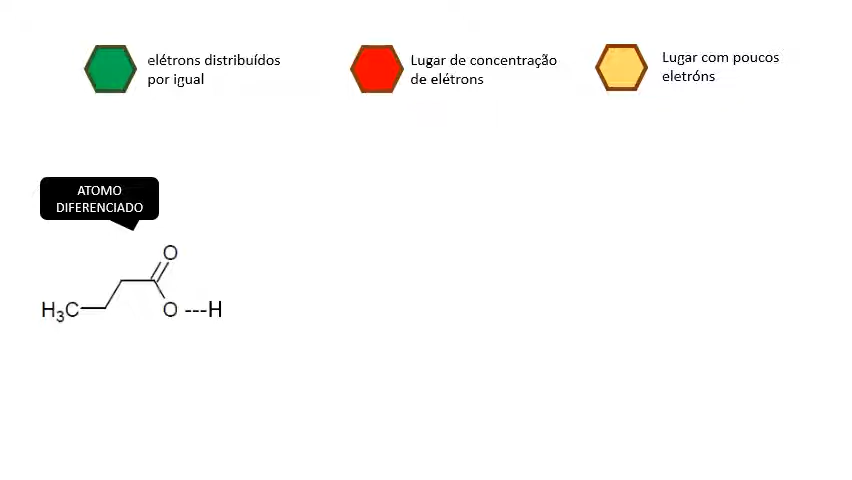 elétrons distribuídos
por igual
Lugar de concentração
de elétrons
Lugar com poucos
eletróns
ATOMO
DIFERENCIADO
O
H₃C
O ---H